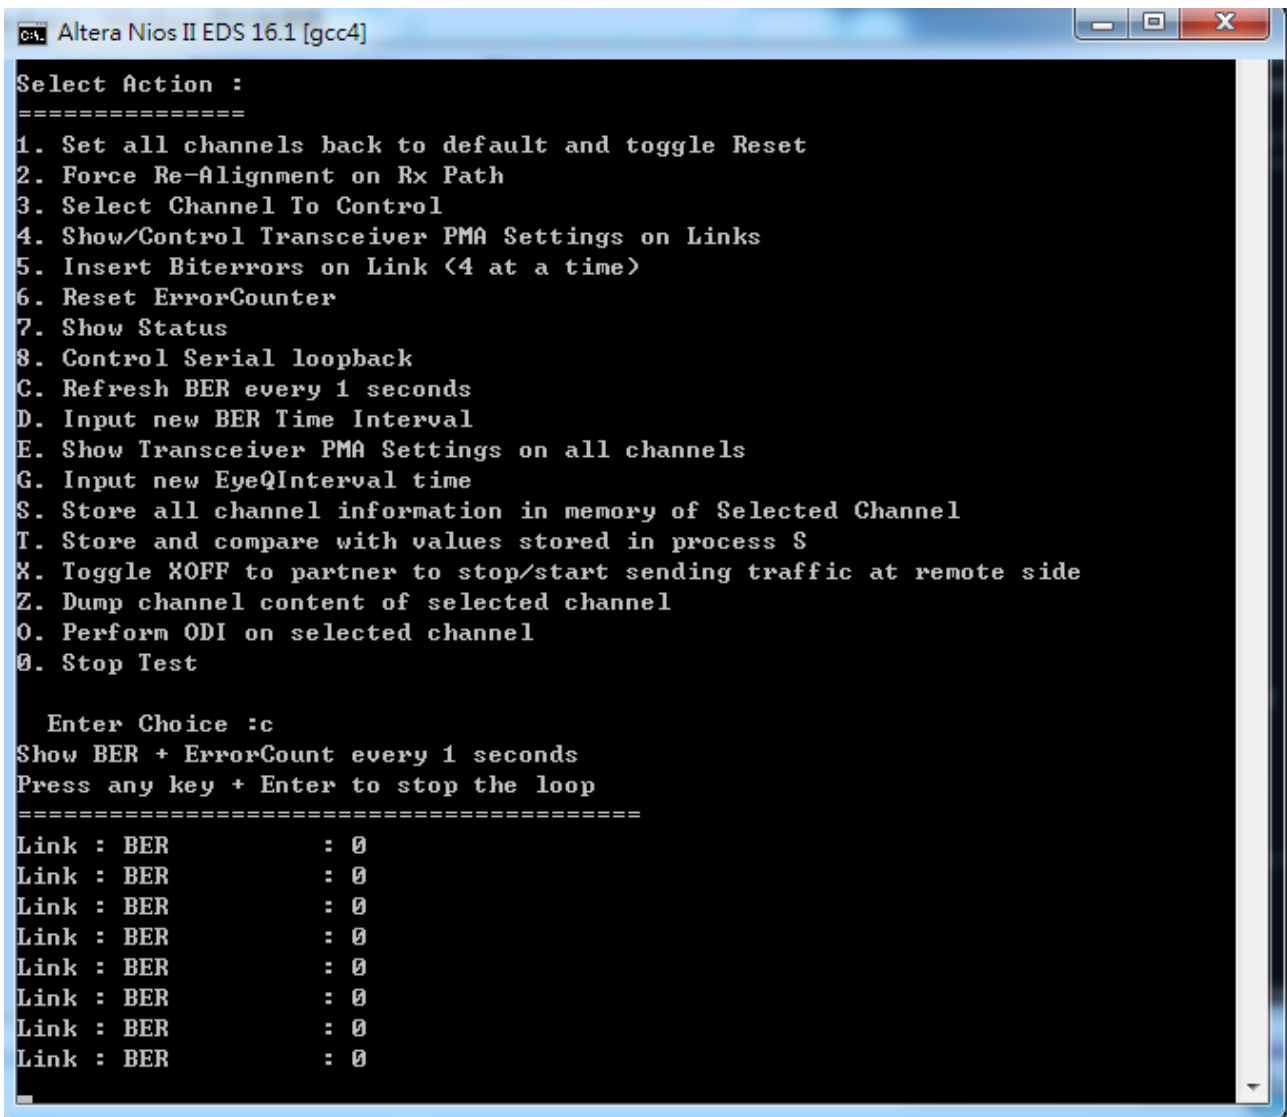 Altera Nios II EDS 16.1 [gcc4]
Select Action :
===============
1. Set all channels back to default and toggle Reset
2. Force Re-Alignment on Rx Path
3. Select Channel To Control
4. Show/Control Transceiver PMA Settings on Links
5. Insert Biterrors on Link (4 at a time)
6. Reset ErrorCounter
7. Show Status
8. Control Serial loopback
C. Refresh BER every 1 seconds
D. Input new BER Time Interval
E. Show Transceiver PMA Settings on all channels
G. Input new EyeQInterval time
S. Store all channel information in memory of Selected Channel
T. Store and compare with values stored in process S
X. Toggle XOFF to partner to stop/start sending traffic at remote side
Z. Dump channel content of selected channel
O. Perform ODI on selected channel
0. Stop Test
Enter Choice :c
Show BER + ErrorCount every 1 seconds
Press any key + Enter to stop the loop
=========================================
Link : BER : 0
Link : BER : 0
Link : BER : 0
Link : BER : 0
Link : BER : 0
Link : BER : 0
Link : BER : 0
Link : BER : 0